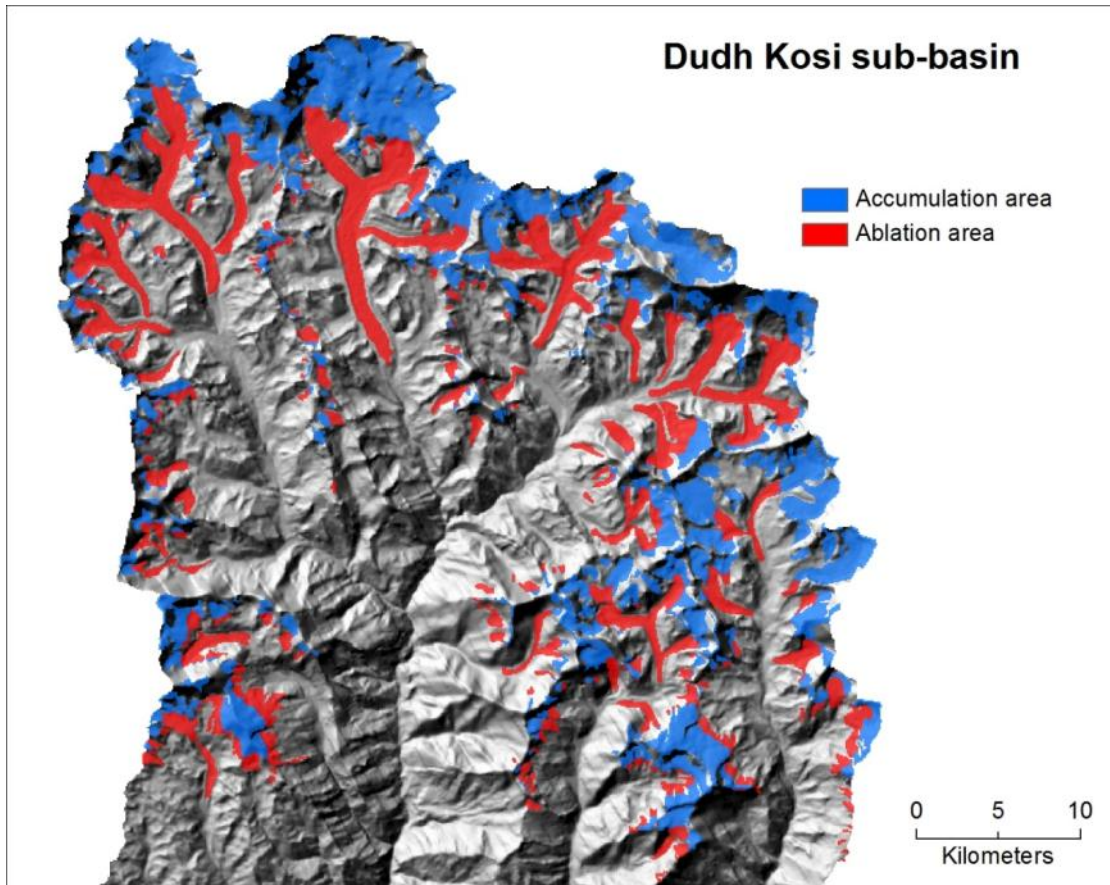 Dudh Kosi sub-basin
Accumulation area
Ablation area
0 5 10
Kilometers